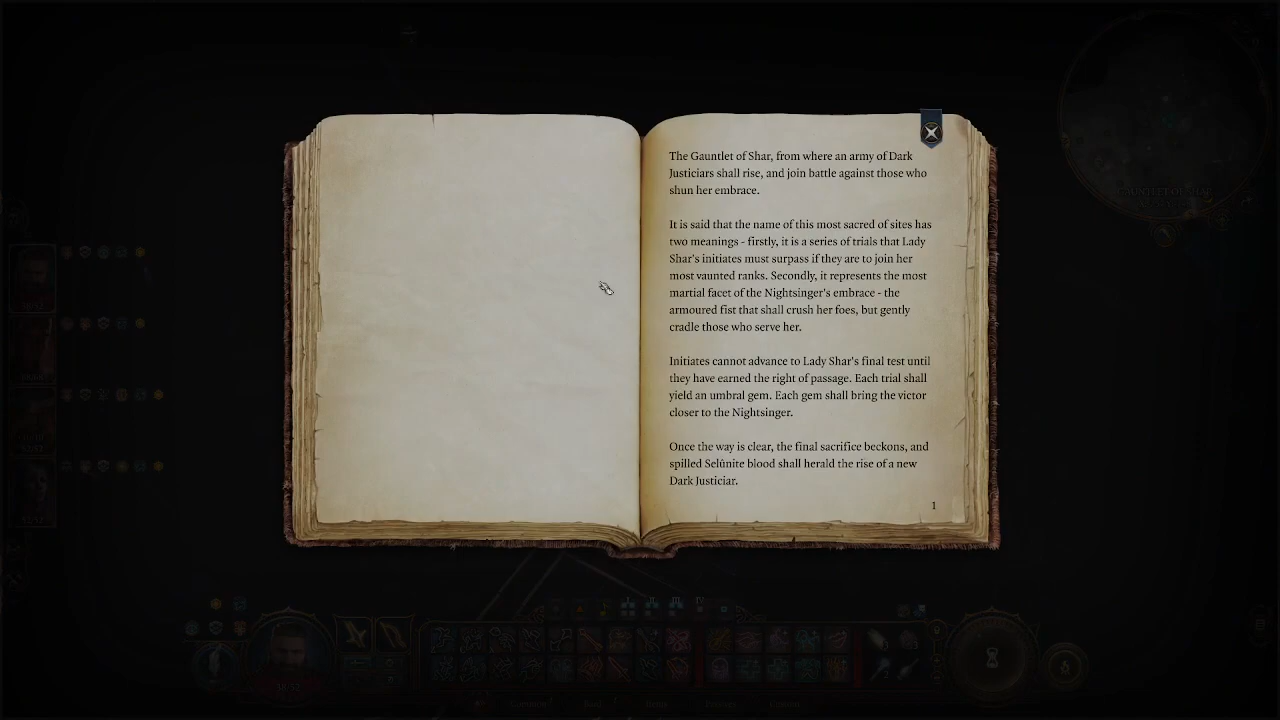 The Gauntlet of Shar, from where an army of Dark
Justiciars shall rise, and join battle against those who
shun her embrace.
It is said that the name of this most sacred of sites has
two meanings - firstly, it is a series of trials that Lady
Shar's initiates must surpass if they are to join her
most vaunted ranks. Secondly, it represents the most
martial facet of the Nightsinger's embrace - the
armoured fist that shall crush her foes, but gently
cradle those who serve her.
Initiates cannot advance to Lady Shar's final test until
they have earned the right of passage. Each trial shall
yield an umbral gem. Each gem shall bring the victor
closer to the Nightsinger.
Once the way is clear, the final sacrifice beckons, and
spilled Selûnite blood shall herald the rise of a new
Dark Justiciar.
1